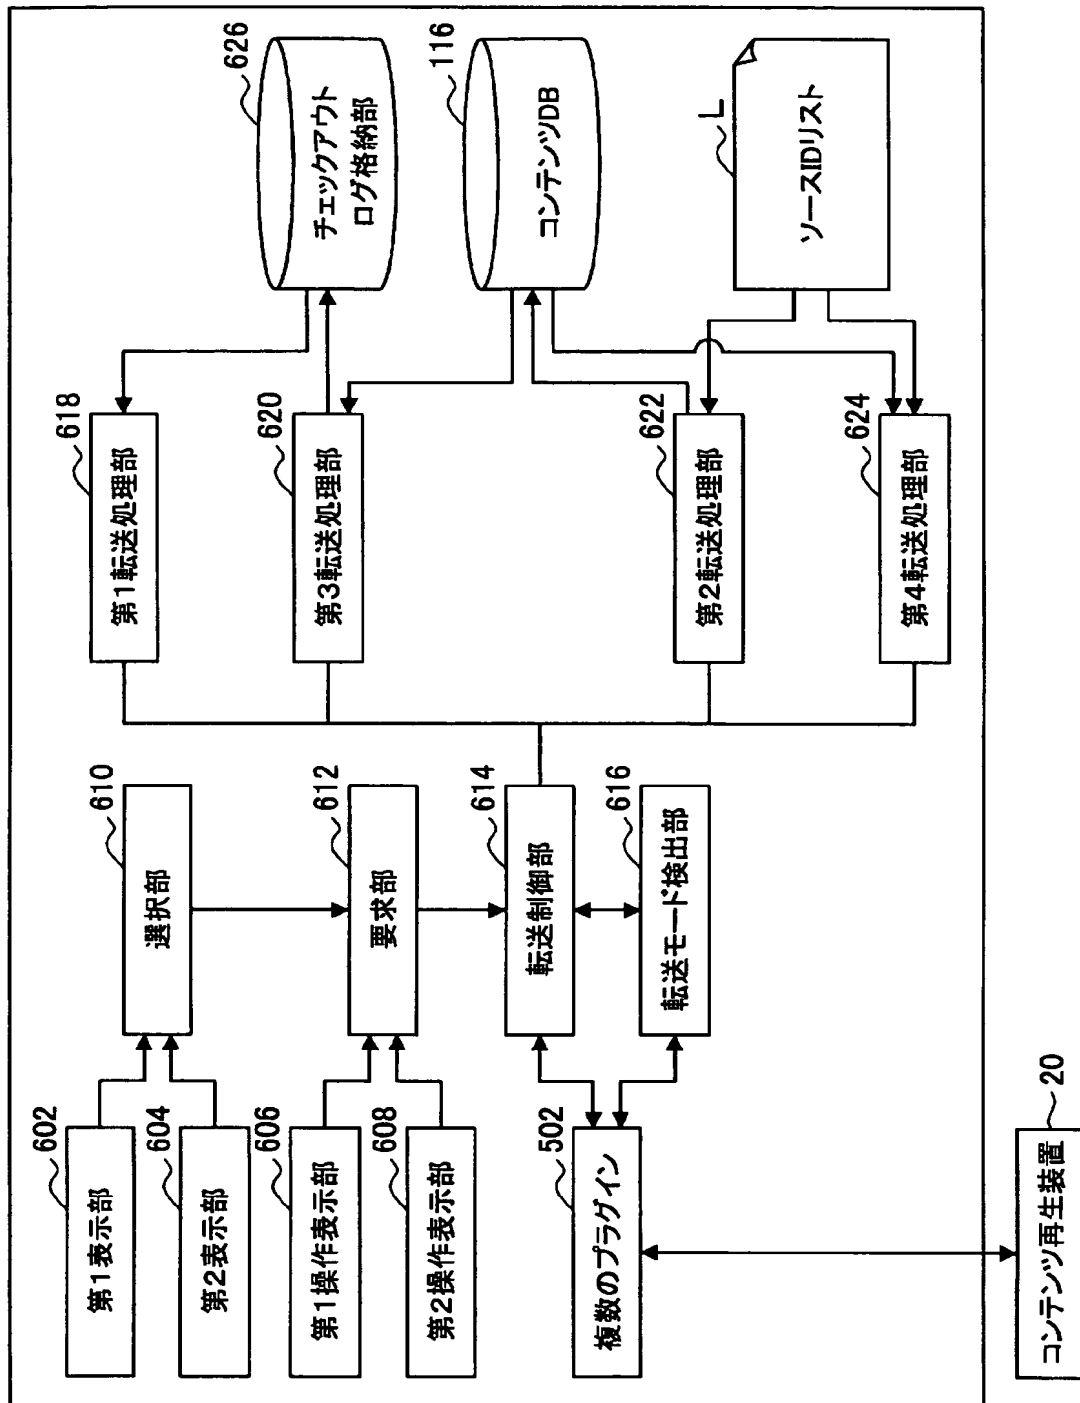 602
第1表示部
604
第2表示部
606
第1操作表示部
608
第2操作表示部
502
複数のプラグイン
610
選択部
612
要求部
614
転送制御部
616
転送モード検出部
618
第1転送処理部
620
第3転送処理部
622
第2転送処理部
624
第4転送処理部
626
チェックアウト
ログ格納部
116
コンテンツDB
L
ソースIDリスト
20
コンテンツ再生装置